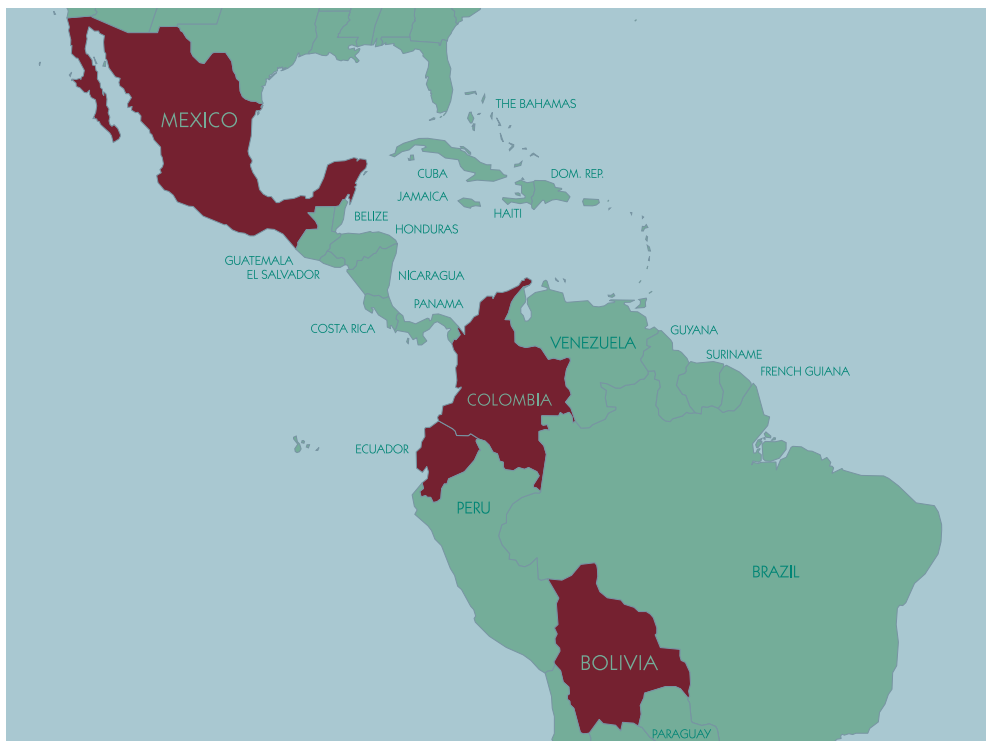 THE BAHAMAS
MEXICO
CUBA
DOM. REP.
JAMAICA
HAITI
BELIZE
HONDURAS
GUATEMALA
EL SALVADOR
NICARAGUA
PANAMA
COSTA RICA
VENEZUELA
GUYANA
SURINAME
FRENCH GUIANA
COLOMBIA
ECUADOR
PERU
BRAZIL
BOLIVIA
PARAGUAY